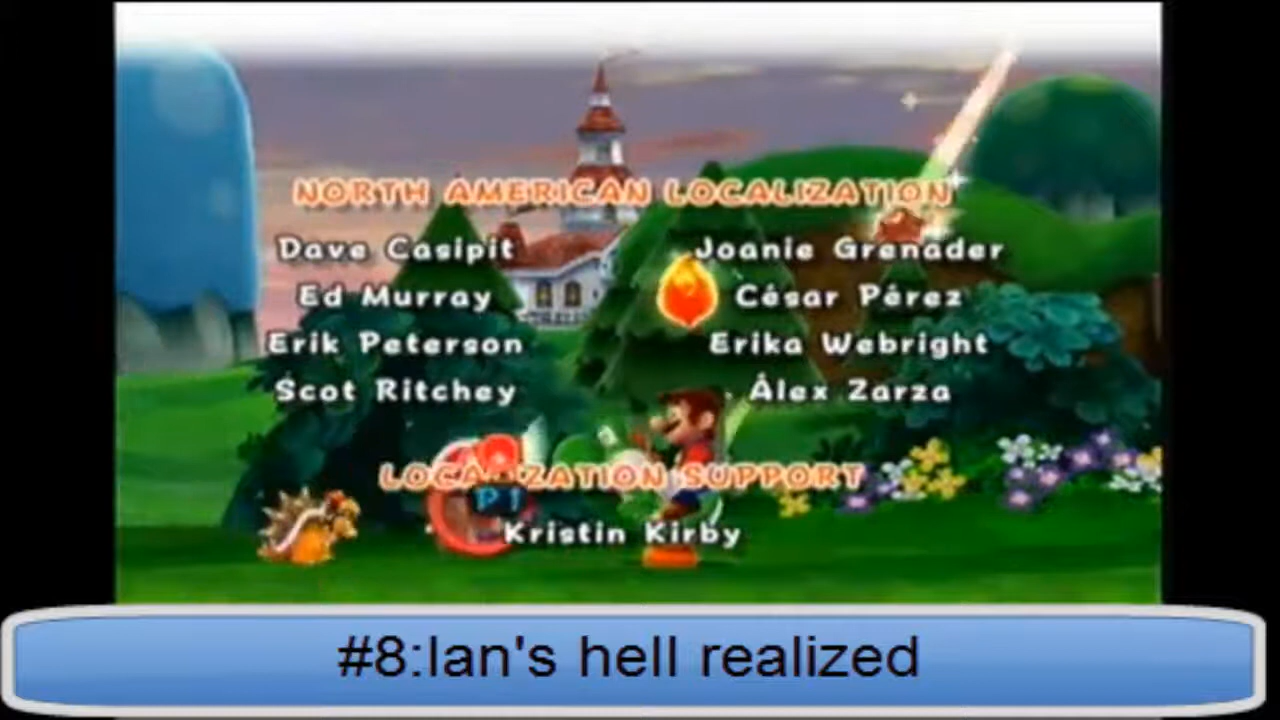 NORTH AMERICAN LOCALIZATION
Dave Casipit Joanie Grenader
Ed Murray César Pérez
Erik Peterson Erika Webright
Scot Ritchey Álex Zarza
LOCALIZATION SUPPORT
P1
Kristin Kirby
#8:Ian's hell realized